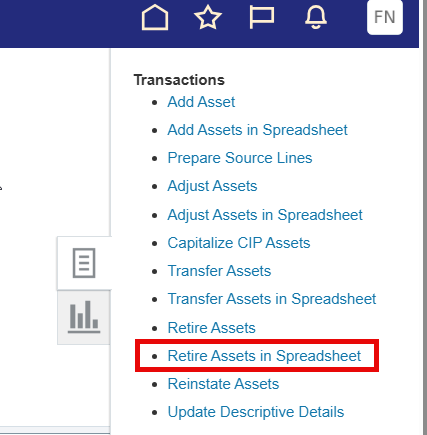 FN
Transactions
Add Asset
Add Assets in Spreadsheet
Prepare Source Lines
Adjust Assets
Adjust Assets in Spreadsheet
Capitalize CIP Assets
Transfer Assets
Transfer Assets in Spreadsheet
Retire Assets
Retire Assets in Spreadsheet
Reinstate Assets
Update Descriptive Details